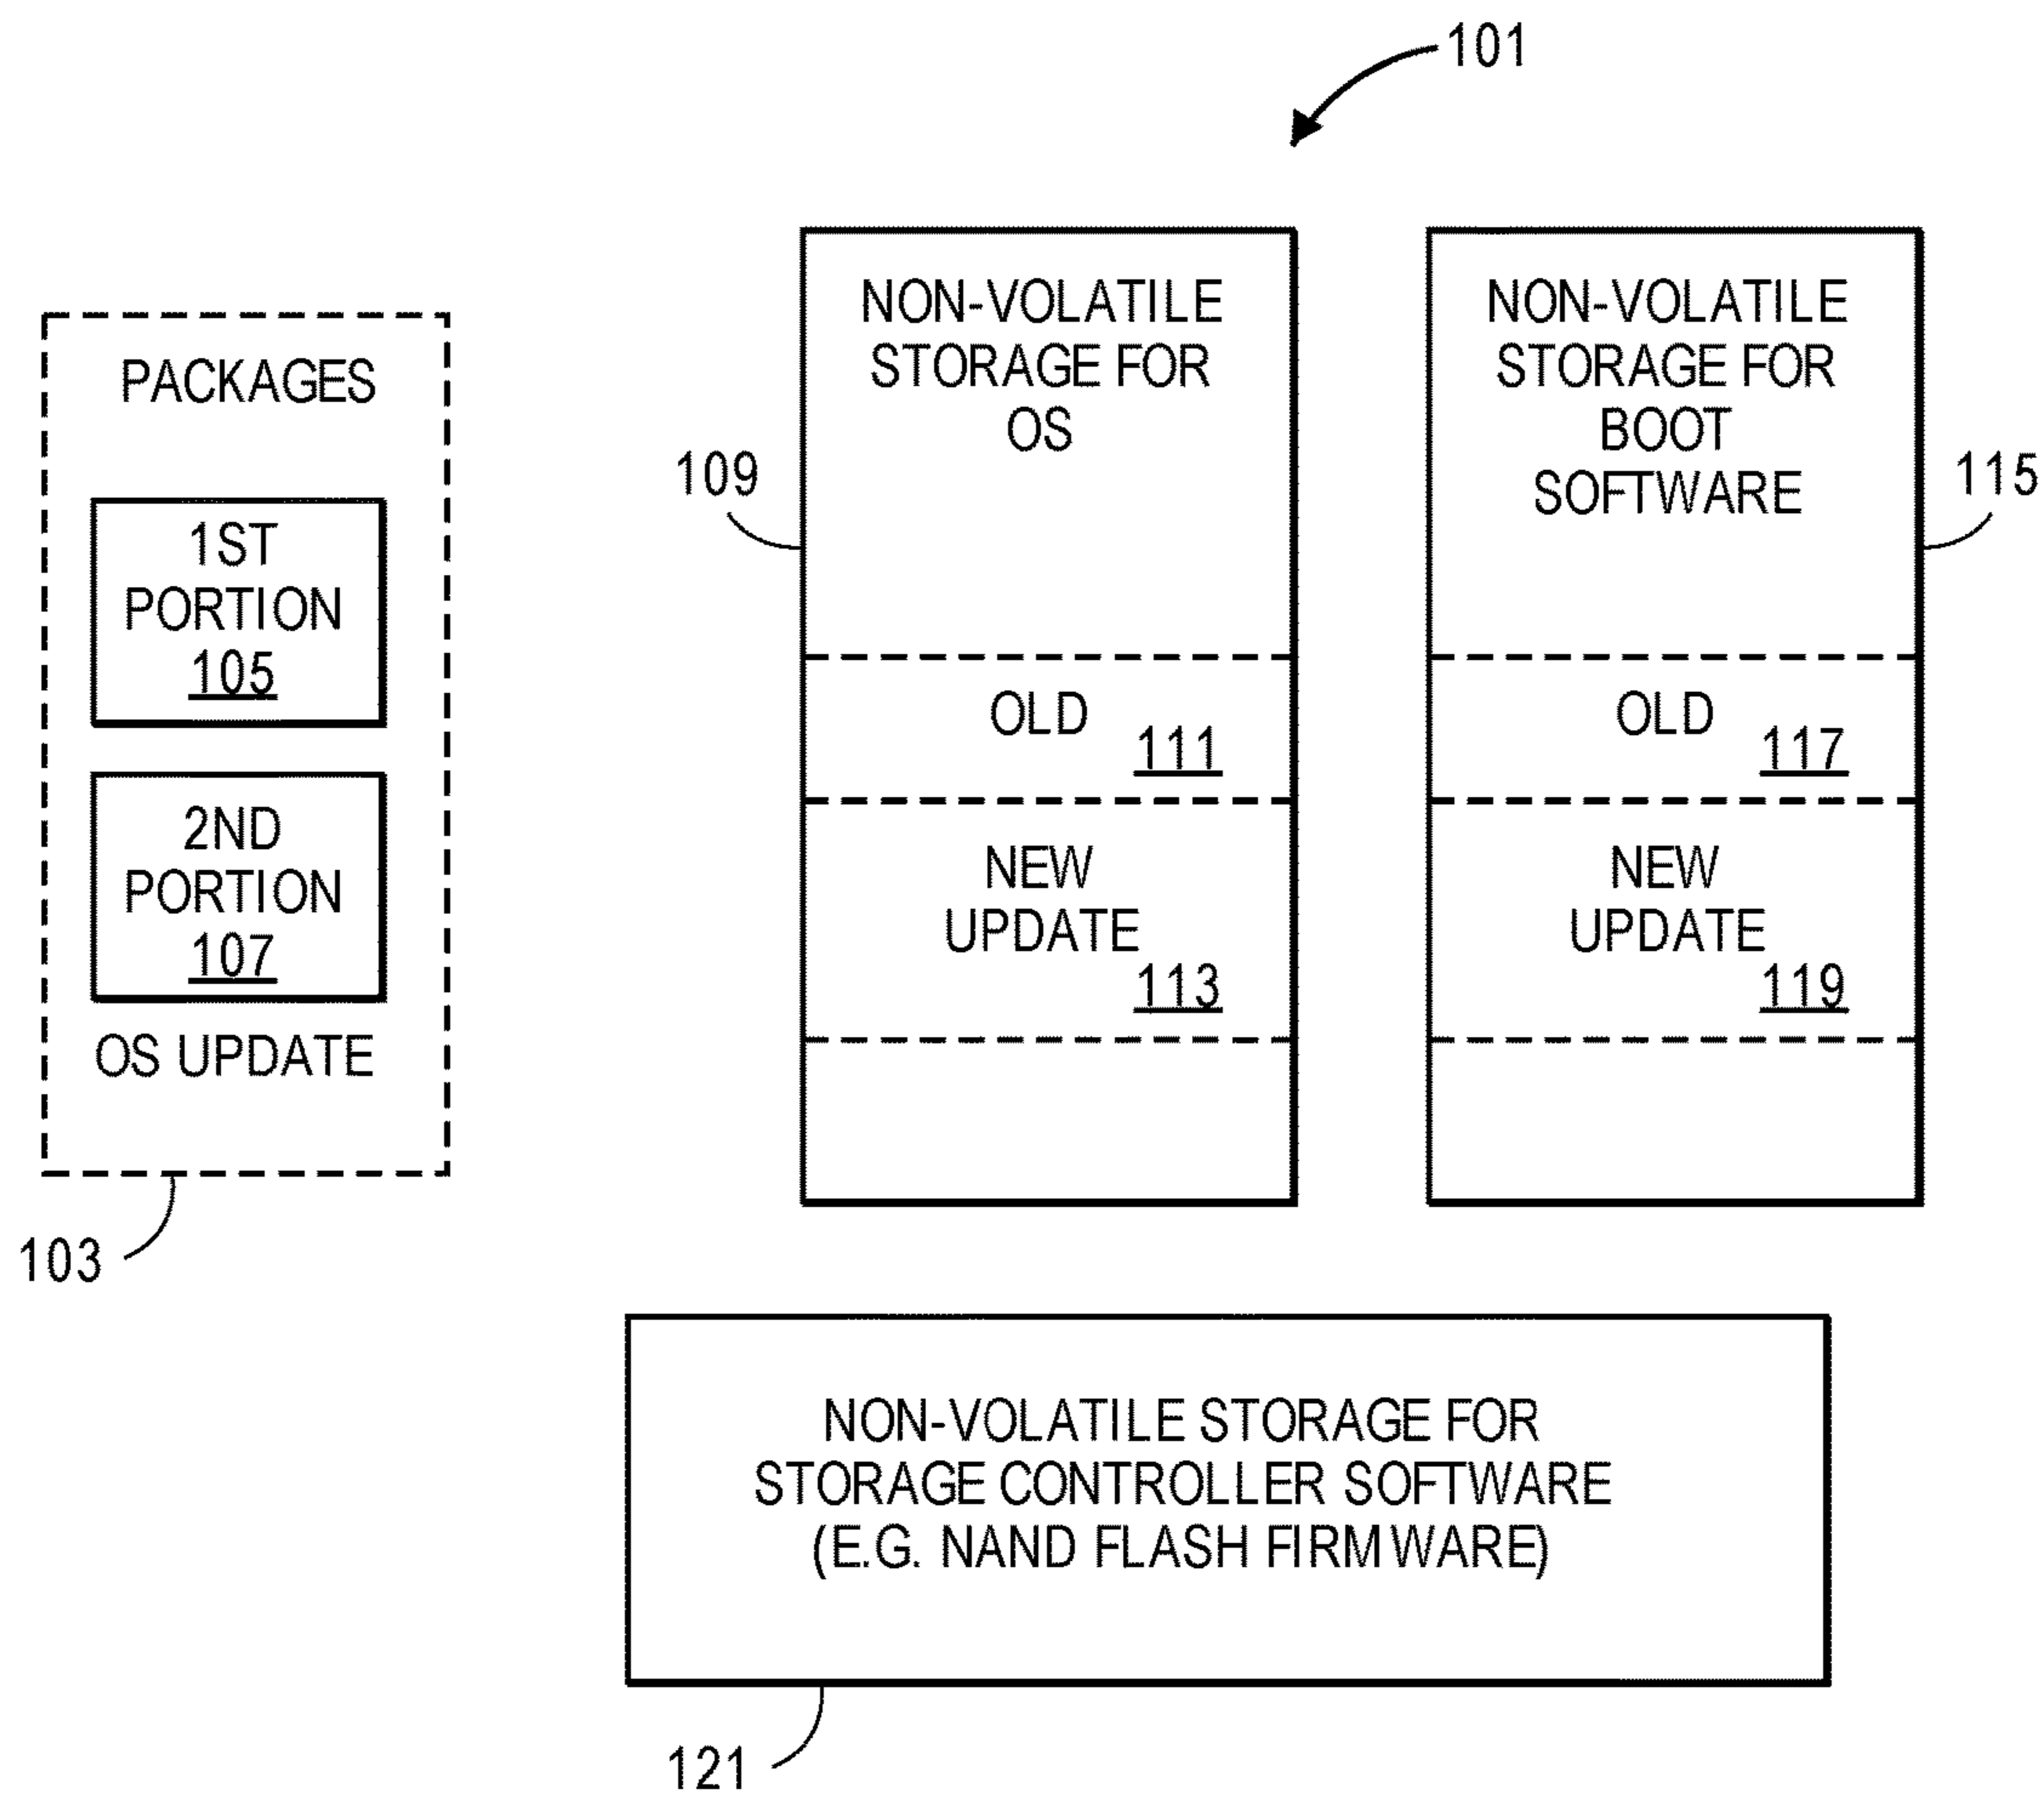 101
PACKAGES
1ST
PORTION
105
2ND
PORTION
107
OS UPDATE
103
NON-VOLATILE
STORAGE FOR
OS
109
OLD
111
NEW
UPDATE
113
NON-VOLATILE
STORAGE FOR
BOOT
SOFTWARE
115
OLD
117
NEW
UPDATE
119
NON-VOLATILE STORAGE FOR
STORAGE CONTROLLER SOFTWARE
(E.G. NAND FLASH FIRMWARE)
121